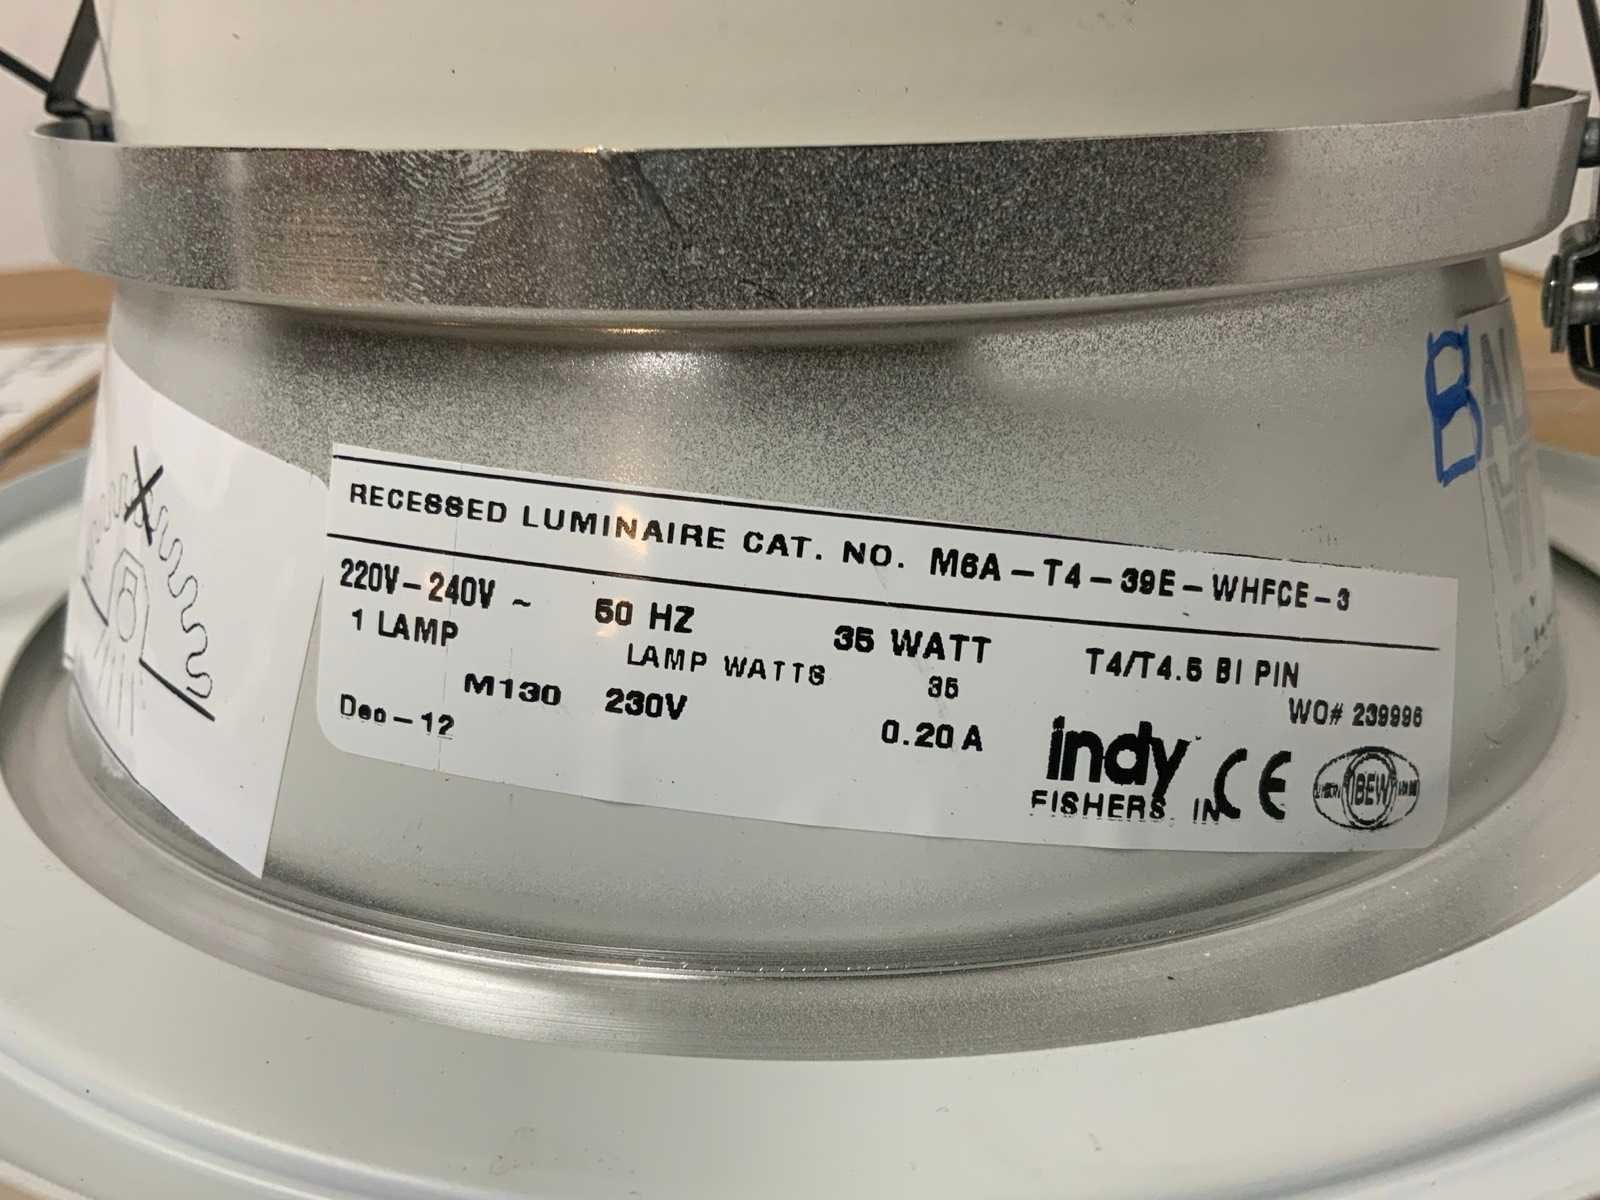 RECESSED LUMINAIRE CAT. NO. M6A-T4-39E-WHFCE-3
220V-240V ~ 50 HZ 35 WATT T4/T4.5 BI PIN
1 LAMP LAMP WATTS 35 WO# 239996
M130 230V 0.20 A
Dec-12
indy
FISHERS, IN
CE
IBEW
B